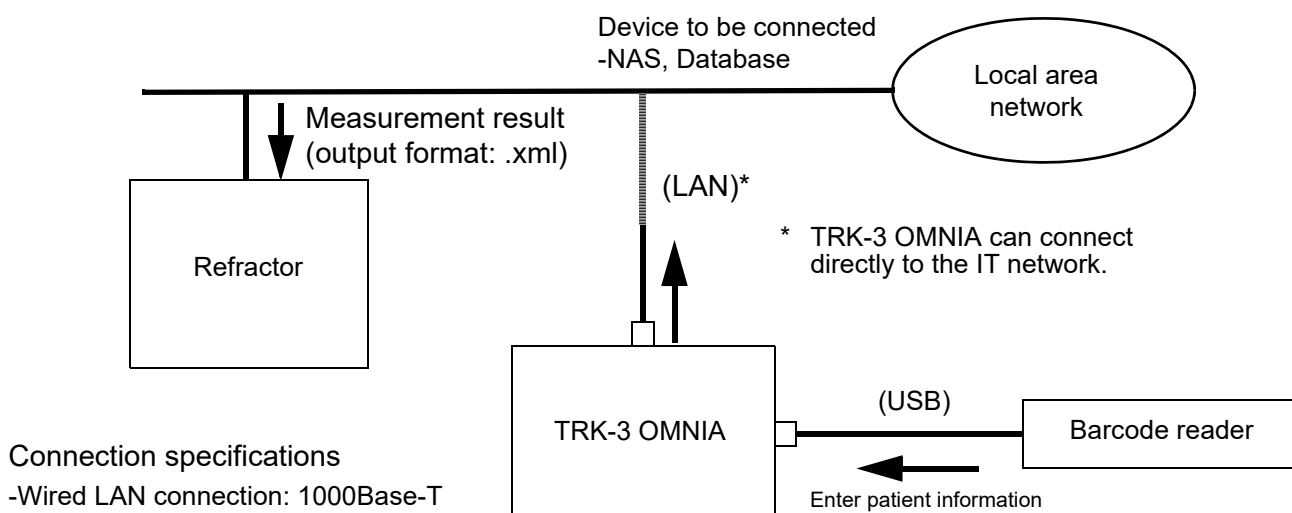 Device to be connected
-NAS, Database
Local area
network
Measurement result
(output format: .xml)
(LAN)*
* TRK-3 OMNIA can connect
directly to the IT network.
Refractor
(USB)
TRK-3 OMNIA
Barcode reader
Connection specifications
-Wired LAN connection: 1000Base-T
Enter patient information